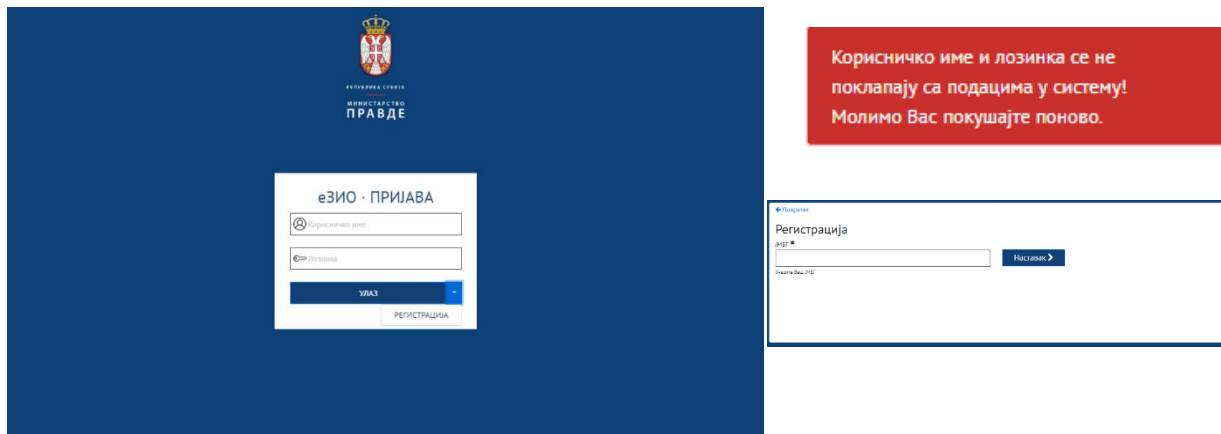 РЕПУБЛИКА СРБИЈА
МИНИСТАРСТВО
ПРАВДЕ
еЗИО · ПРИЈАВА
Корисничко име
Лозинка
УЛАЗ
РЕГИСТРАЦИЈА
Корисничко име и лозинка се не
поклапају са подацима у систему!
Молимо Вас покушајте поново.
Повратак
Регистрација
ЈМБГ *
Наставак
Унесите Ваш ЈМБГ